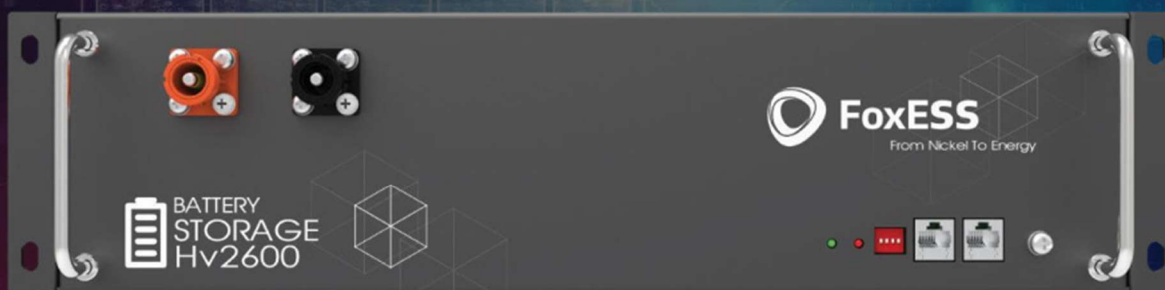 FoxESS
From Nickel To Energy
BATTERY
STORAGE
Hv2600